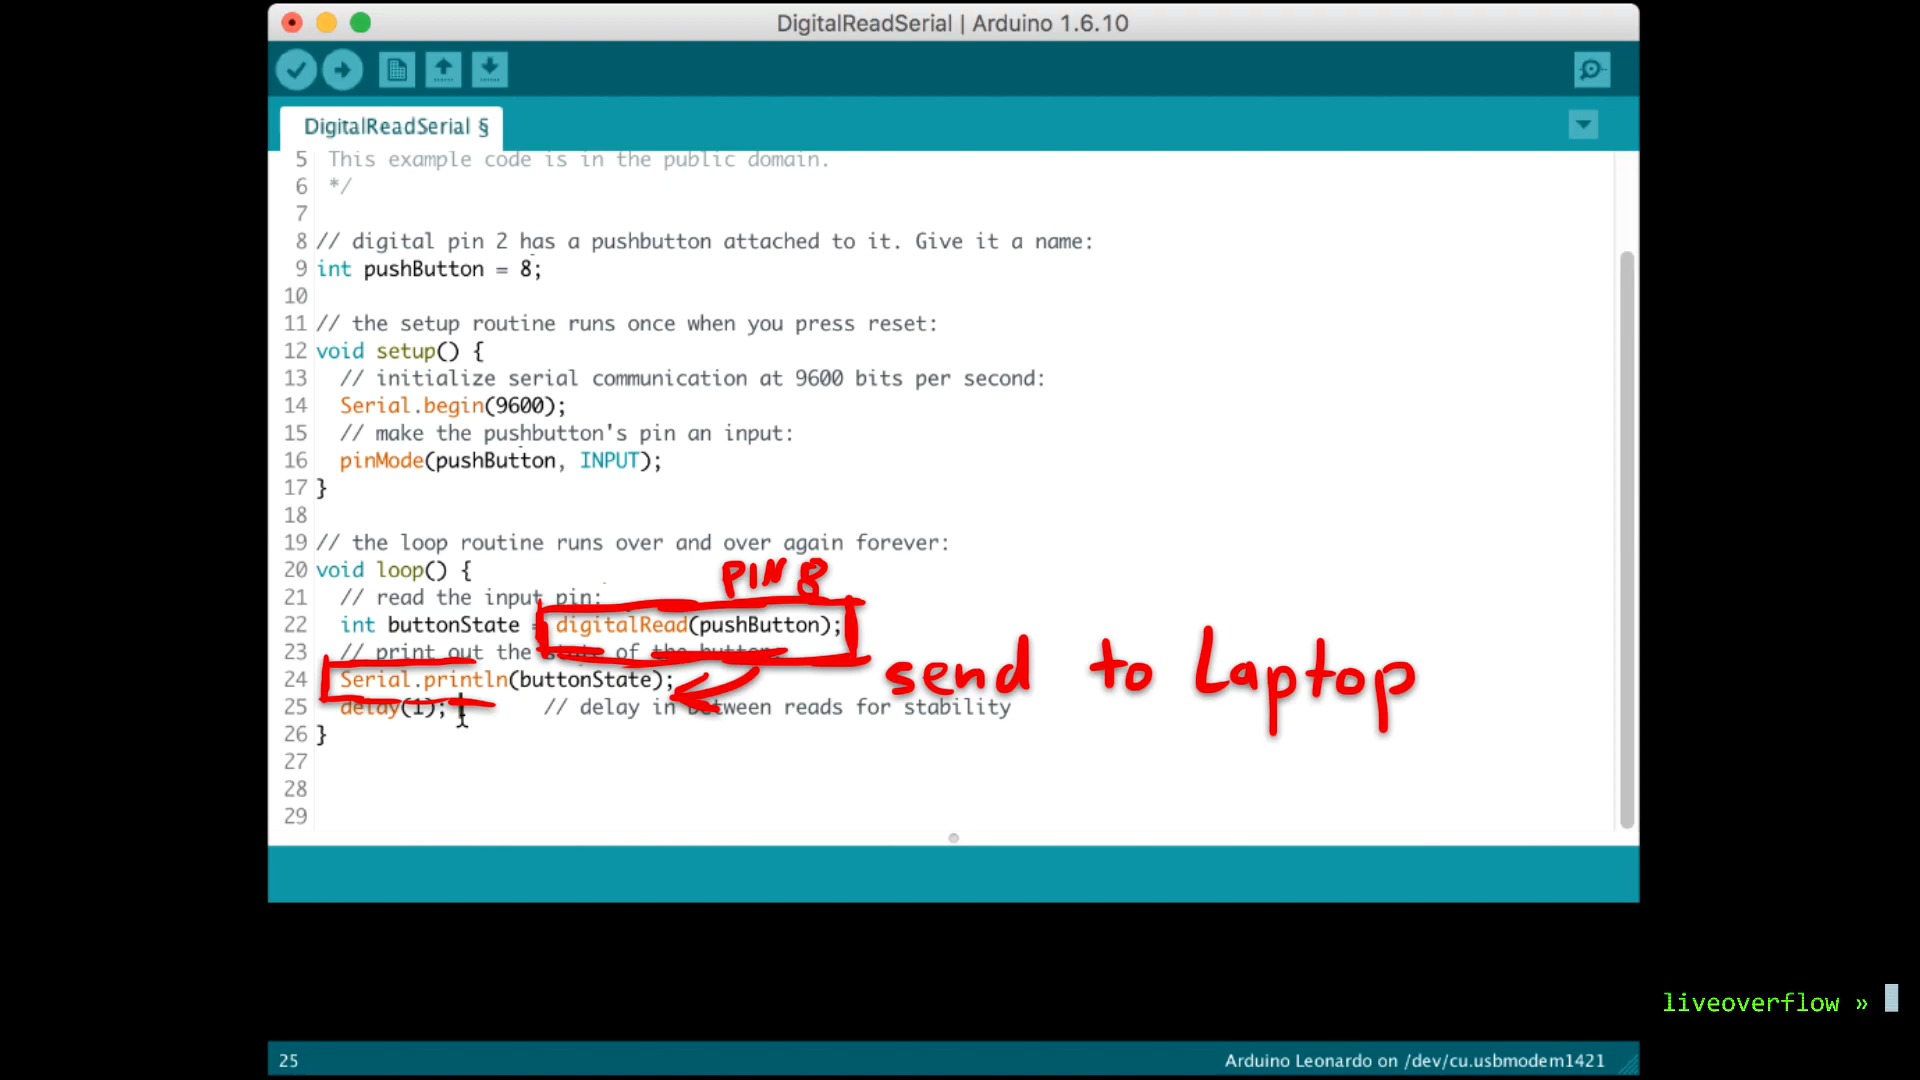 DigitalReadSerial | Arduino 1.6.10
DigitalReadSerial §
5 This example code is in the public domain.
6 */
7
8 // digital pin 2 has a pushbutton attached to it. Give it a name:
9 int pushButton = 8;
10
11 // the setup routine runs once when you press reset:
12 void setup() {
13 // initialize serial communication at 9600 bits per second:
14 Serial.begin(9600);
15 // make the pushbutton's pin an input:
16 pinMode(pushButton, INPUT);
17 }
18
19 // the loop routine runs over and over again forever:
20 void loop() {
PIN 8
21 // read the input pin:
22 int buttonState = digitalRead(pushButton);
23 // print out the state of the button:
24 Serial.println(buttonState);
send to Laptop
25 delay(1); // delay in between reads for stability
26 }
27
28
29
liveoverflow »
25
Arduino Leonardo on /dev/cu.usbmodem1421